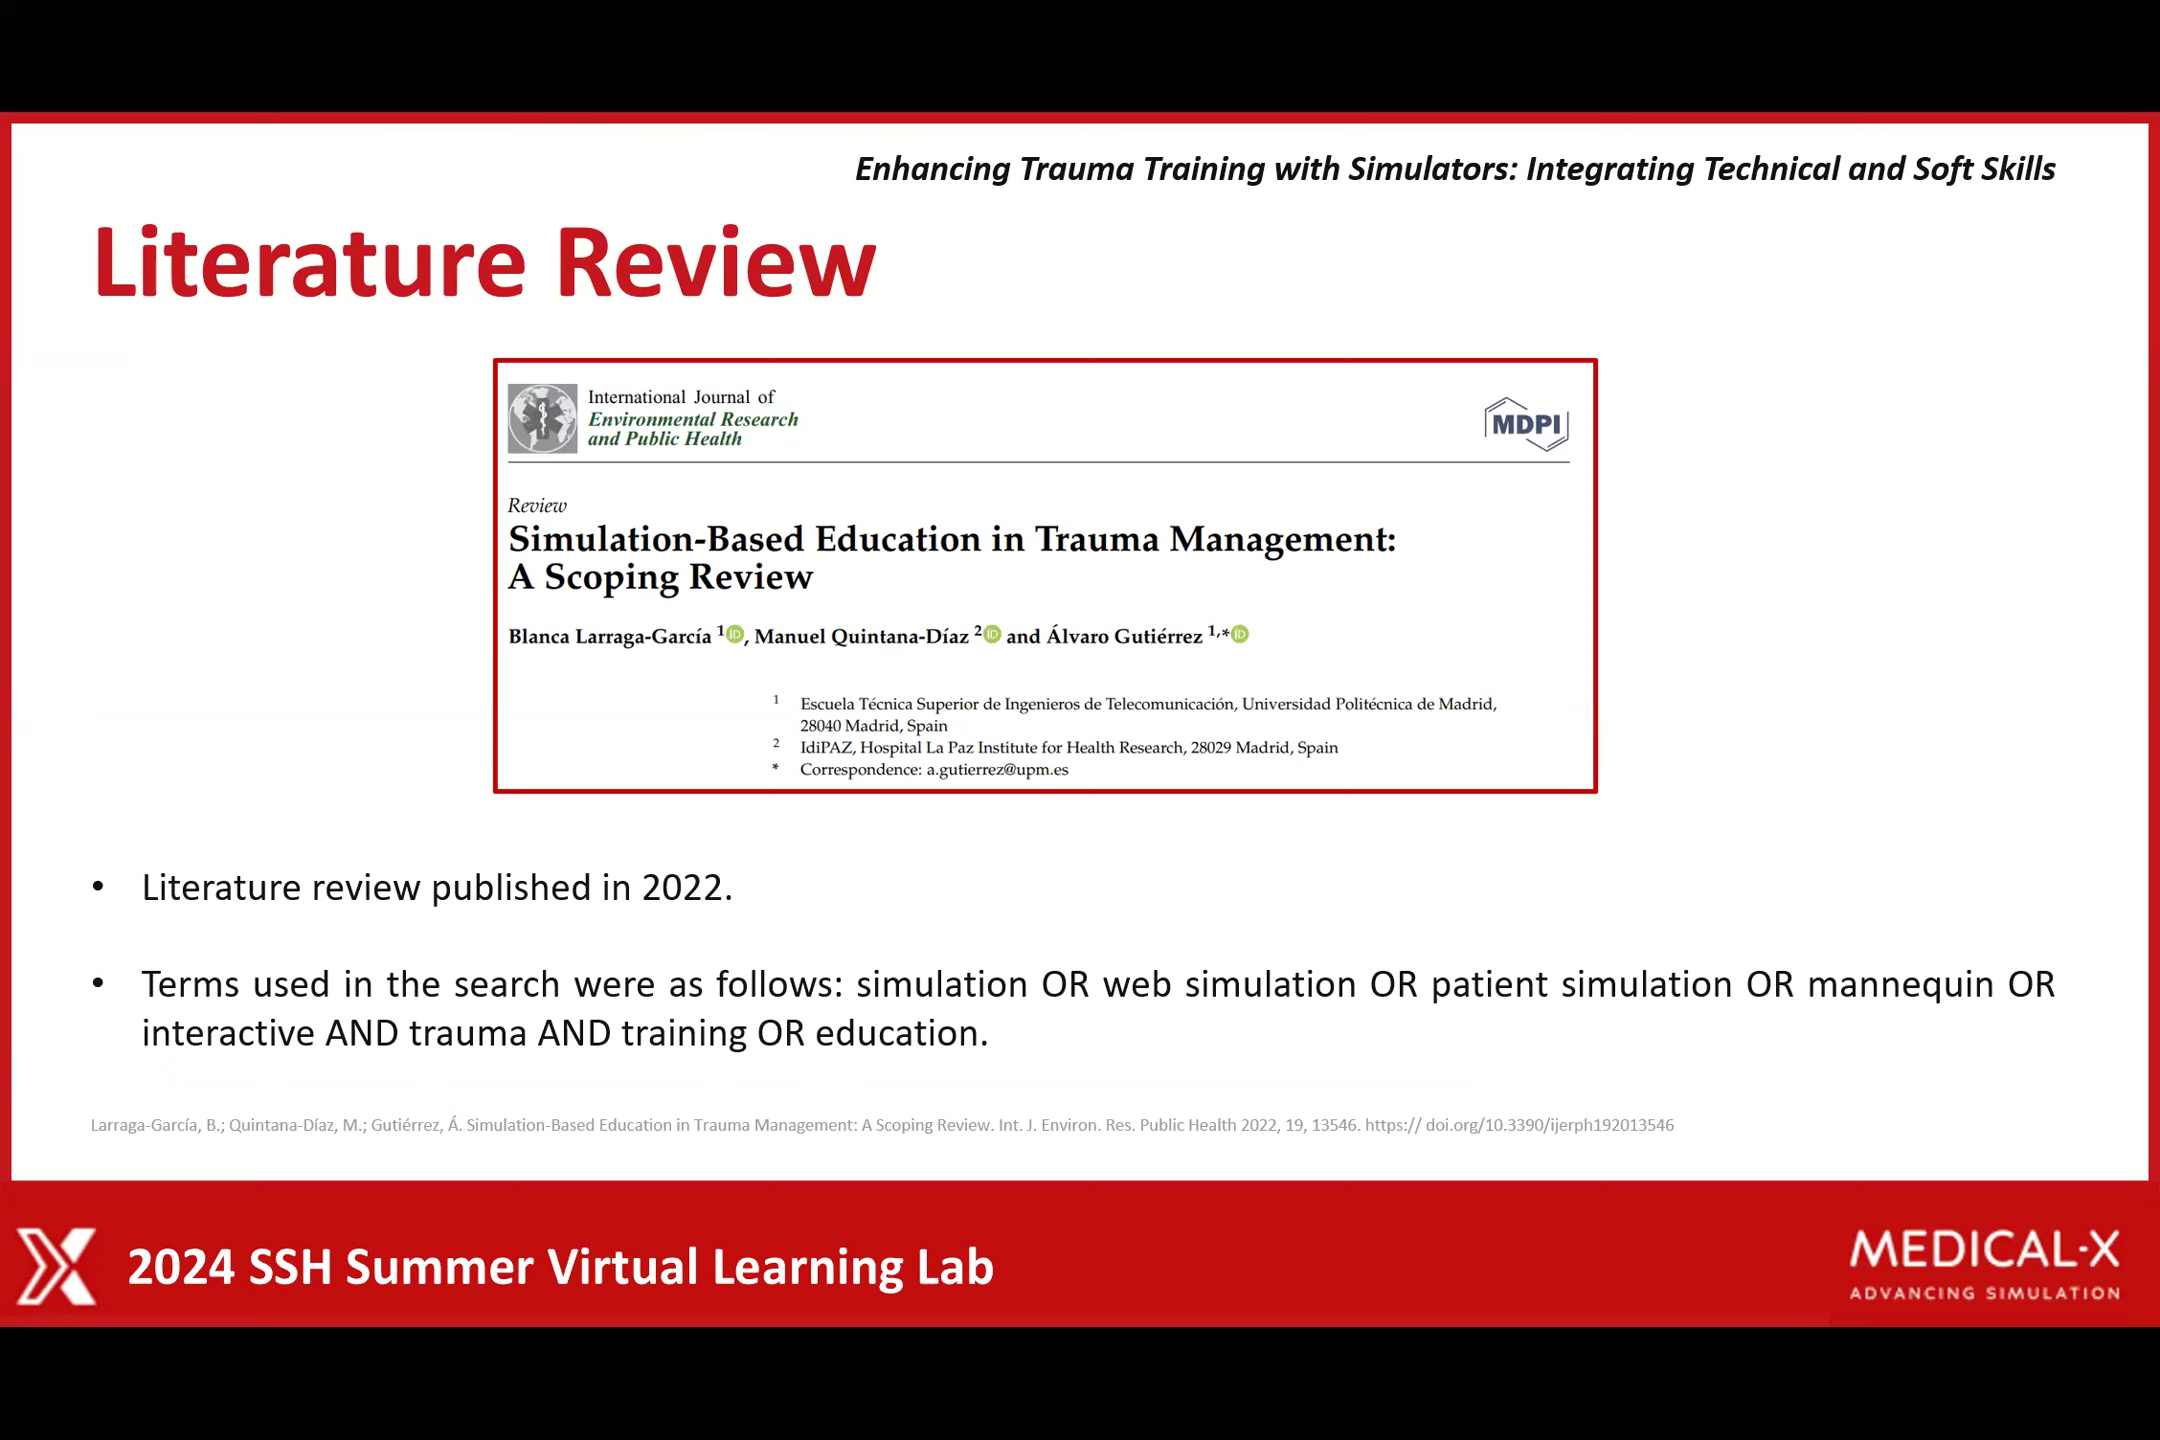 Enhancing Trauma Training with Simulators: Integrating Technical and Soft Skills
Literature Review
International Journal of
Environmental Research
and Public Health
MDPI
Review
Simulation-Based Education in Trauma Management:
A Scoping Review
Blanca Larraga-García 1 iD, Manuel Quintana-Díaz 2 iD and Álvaro Gutiérrez 1,* iD
1 Escuela Técnica Superior de Ingenieros de Telecomunicación, Universidad Politécnica de Madrid,
28040 Madrid, Spain
2 IdiPAZ, Hospital La Paz Institute for Health Research, 28029 Madrid, Spain
* Correspondence: a.gutierrez@upm.es
• Literature review published in 2022.
• Terms used in the search were as follows: simulation OR web simulation OR patient simulation OR mannequin OR
interactive AND trauma AND training OR education.
Larraga-García, B.; Quintana-Díaz, M.; Gutiérrez, Á. Simulation-Based Education in Trauma Management: A Scoping Review. Int. J. Environ. Res. Public Health 2022, 19, 13546. https:// doi.org/10.3390/ijerph192013546
X 2024 SSH Summer Virtual Learning Lab
MEDICAL-X
ADVANCING SIMULATION